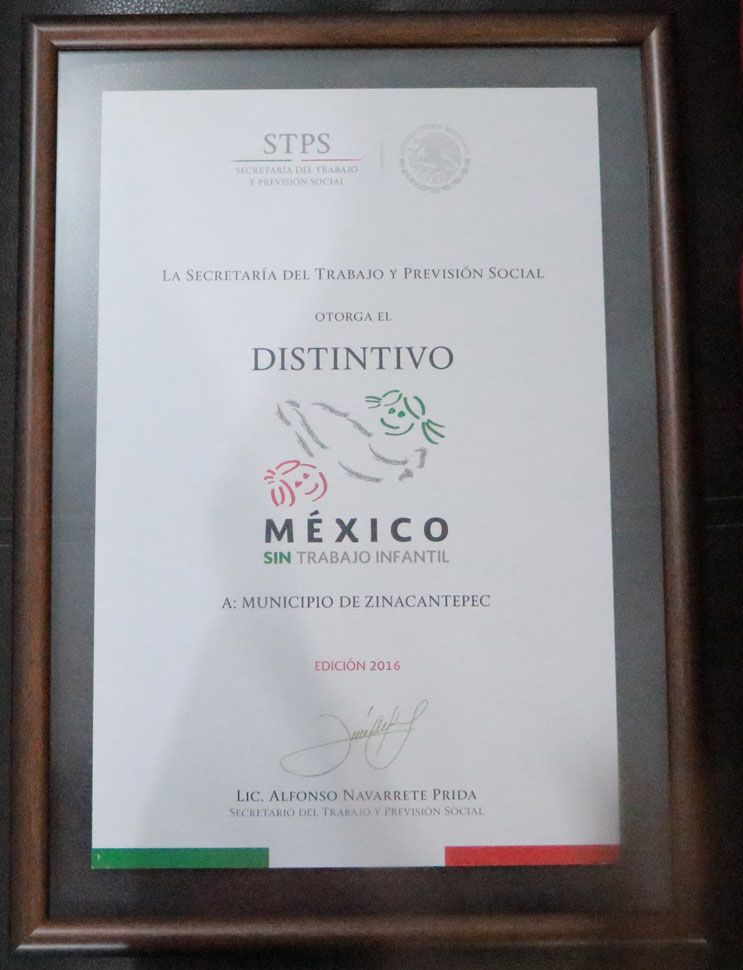 STPS
SECRETARÍA DEL TRABAJO
Y PREVISIÓN SOCIAL
LA SECRETARÍA DEL TRABAJO Y PREVISIÓN SOCIAL
OTORGA EL
DISTINTIVO
MÉXICO
SIN TRABAJO INFANTIL
A: MUNICIPIO DE ZINACANTEPEC
EDICIÓN 2016
LIC. ALFONSO NAVARRETE PRIDA
SECRETARIO DEL TRABAJO Y PREVISIÓN SOCIAL